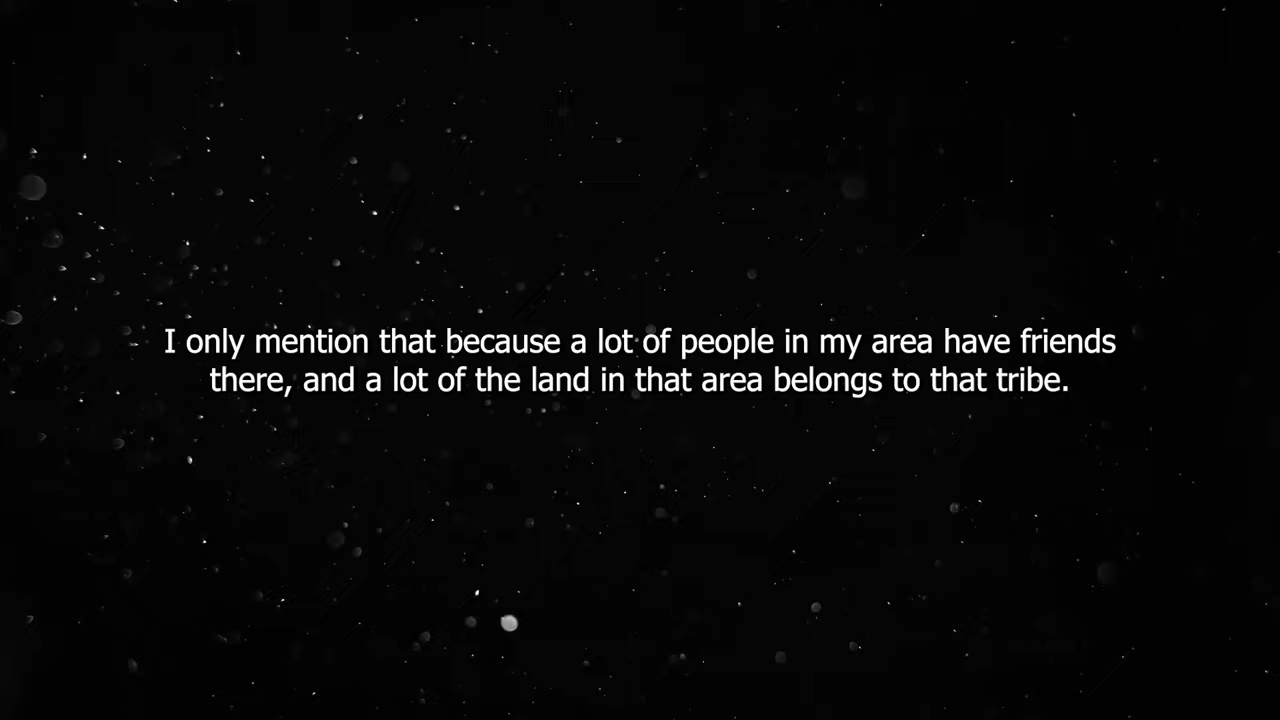 I only mention that because a lot of people in my area have friends
there, and a lot of the land in that area belongs to that tribe.